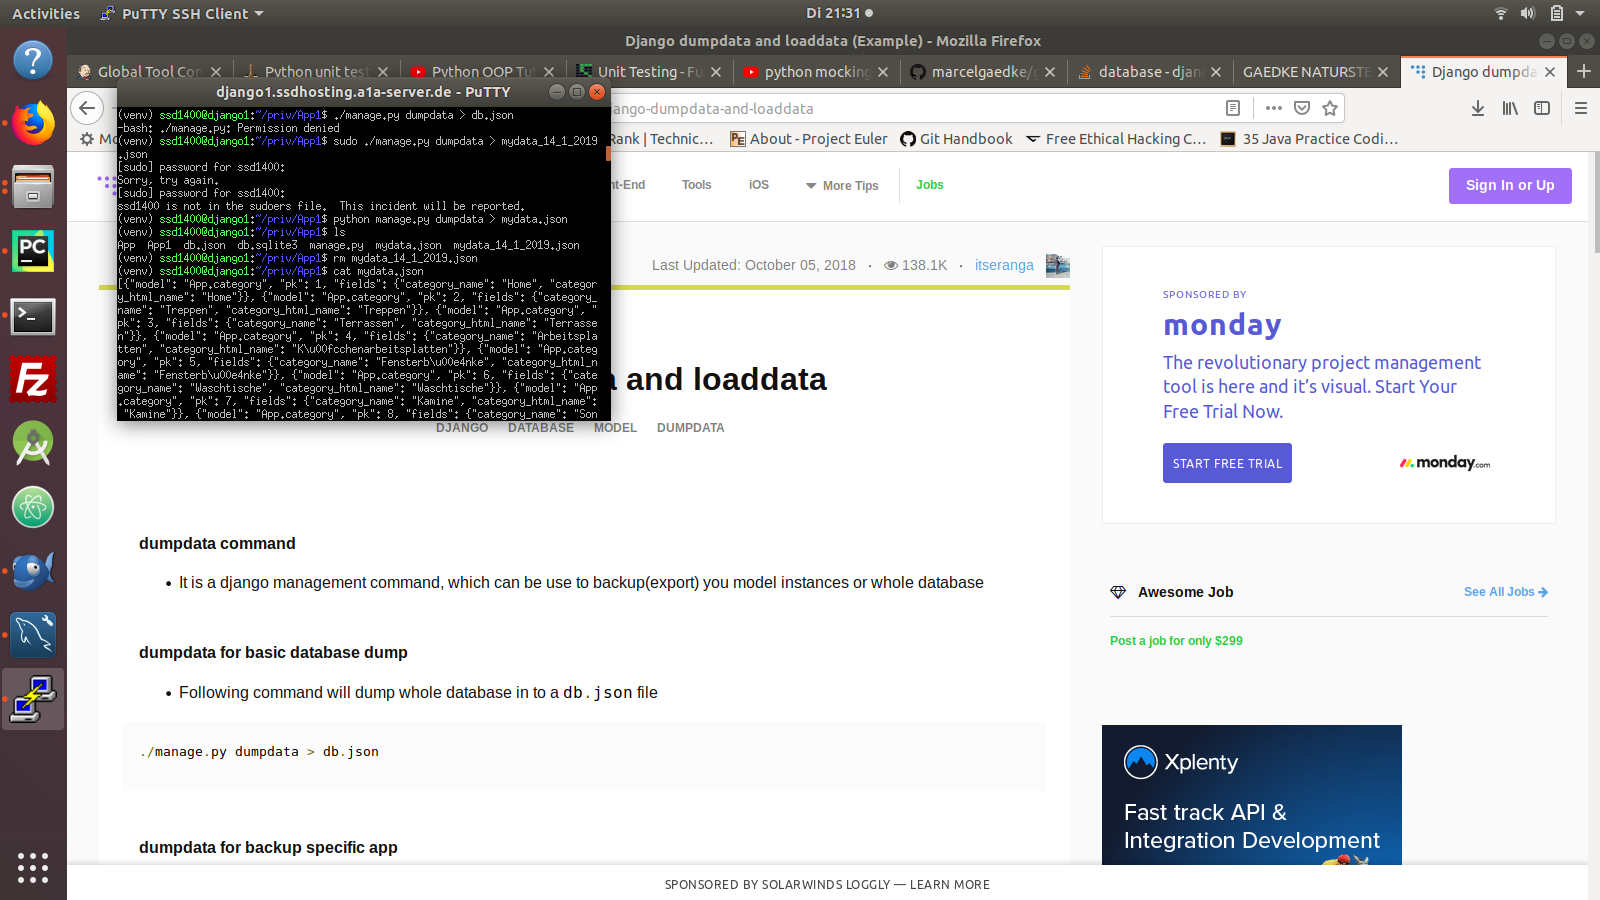 Activities
PuTTY SSH Client
Di 21:31
Django dumpdata and loaddata (Example) - Mozilla Firefox
Global Tool Con
Python unit test
Python OOP Tut
Unit Testing - Fu
python mocking
marcelgaedke/g
database - djan
GAEDKE NATURSTE
Django dumpda
django1.ssdhosting.a1a-server.de - PuTTY
ango-dumpdata-and-loaddata
Mo
Rank | Technic…
About - Project Euler
Git Handbook
Free Ethical Hacking C…
35 Java Practice Codi…
(venv) ssd1400@django1:~/priv/App1$ ./manage.py dumpdata > db.json
-bash: ./manage.py: Permission denied
(venv) ssd1400@django1:~/priv/App1$ sudo ./manage.py dumpdata > mydata_14_1_2019
.json
[sudo] password for ssd1400:
Sorry, try again.
[sudo] password for ssd1400:
ssd1400 is not in the sudoers file.  This incident will be reported.
(venv) ssd1400@django1:~/priv/App1$ python manage.py dumpdata > mydata.json
(venv) ssd1400@django1:~/priv/App1$ ls
App  App1  db.json  db.sqlite3  manage.py  mydata.json  mydata_14_1_2019.json
(venv) ssd1400@django1:~/priv/App1$ rm mydata_14_1_2019.json
(venv) ssd1400@django1:~/priv/App1$ cat mydata.json
[{"model": "App.category", "pk": 1, "fields": {"category_name": "Home", "categor
y_html_name": "Home"}}, {"model": "App.category", "pk": 2, "fields": {"category_
name": "Treppen", "category_html_name": "Treppen"}}, {"model": "App.category", "
pk": 3, "fields": {"category_name": "Terrassen", "category_html_name": "Terrasse
n"}}, {"model": "App.category", "pk": 4, "fields": {"category_name": "Arbeitspla
tten", "category_html_name": "K\u00fcchenarbeitsplatten"}}, {"model": "App.categ
ory", "pk": 5, "fields": {"category_name": "Fensterb\u00e4nke", "category_html_n
ame": "Fensterb\u00e4nke"}}, {"model": "App.category", "pk": 6, "fields": {"cate
gory_name": "Waschtische", "category_html_name": "Waschtische"}}, {"model": "App
.category", "pk": 7, "fields": {"category_name": "Kamine", "category_html_name":
"Kamine"}}, {"model": "App.category", "pk": 8, "fields": {"category_name": "Son
nt-End
Tools
iOS
More Tips
Jobs
Sign In or Up
Last Updated: October 05, 2018 · 138.1K · itseranga
a and loaddata
DJANGO DATABASE MODEL DUMPDATA
dumpdata command
• It is a django management command, which can be use to backup(export) you model instances or whole database
dumpdata for basic database dump
• Following command will dump whole database in to a db.json file
./manage.py dumpdata > db.json
dumpdata for backup specific app
SPONSORED BY
monday
The revolutionary project management
tool is here and it's visual. Start Your
Free Trial Now.
START FREE TRIAL
monday.com
Awesome Job
See All Jobs
Post a job for only $299
Xplenty
Fast track API &
Integration Development
SPONSORED BY SOLARWINDS LOGGLY — LEARN MORE
PC
>_
FZ
?